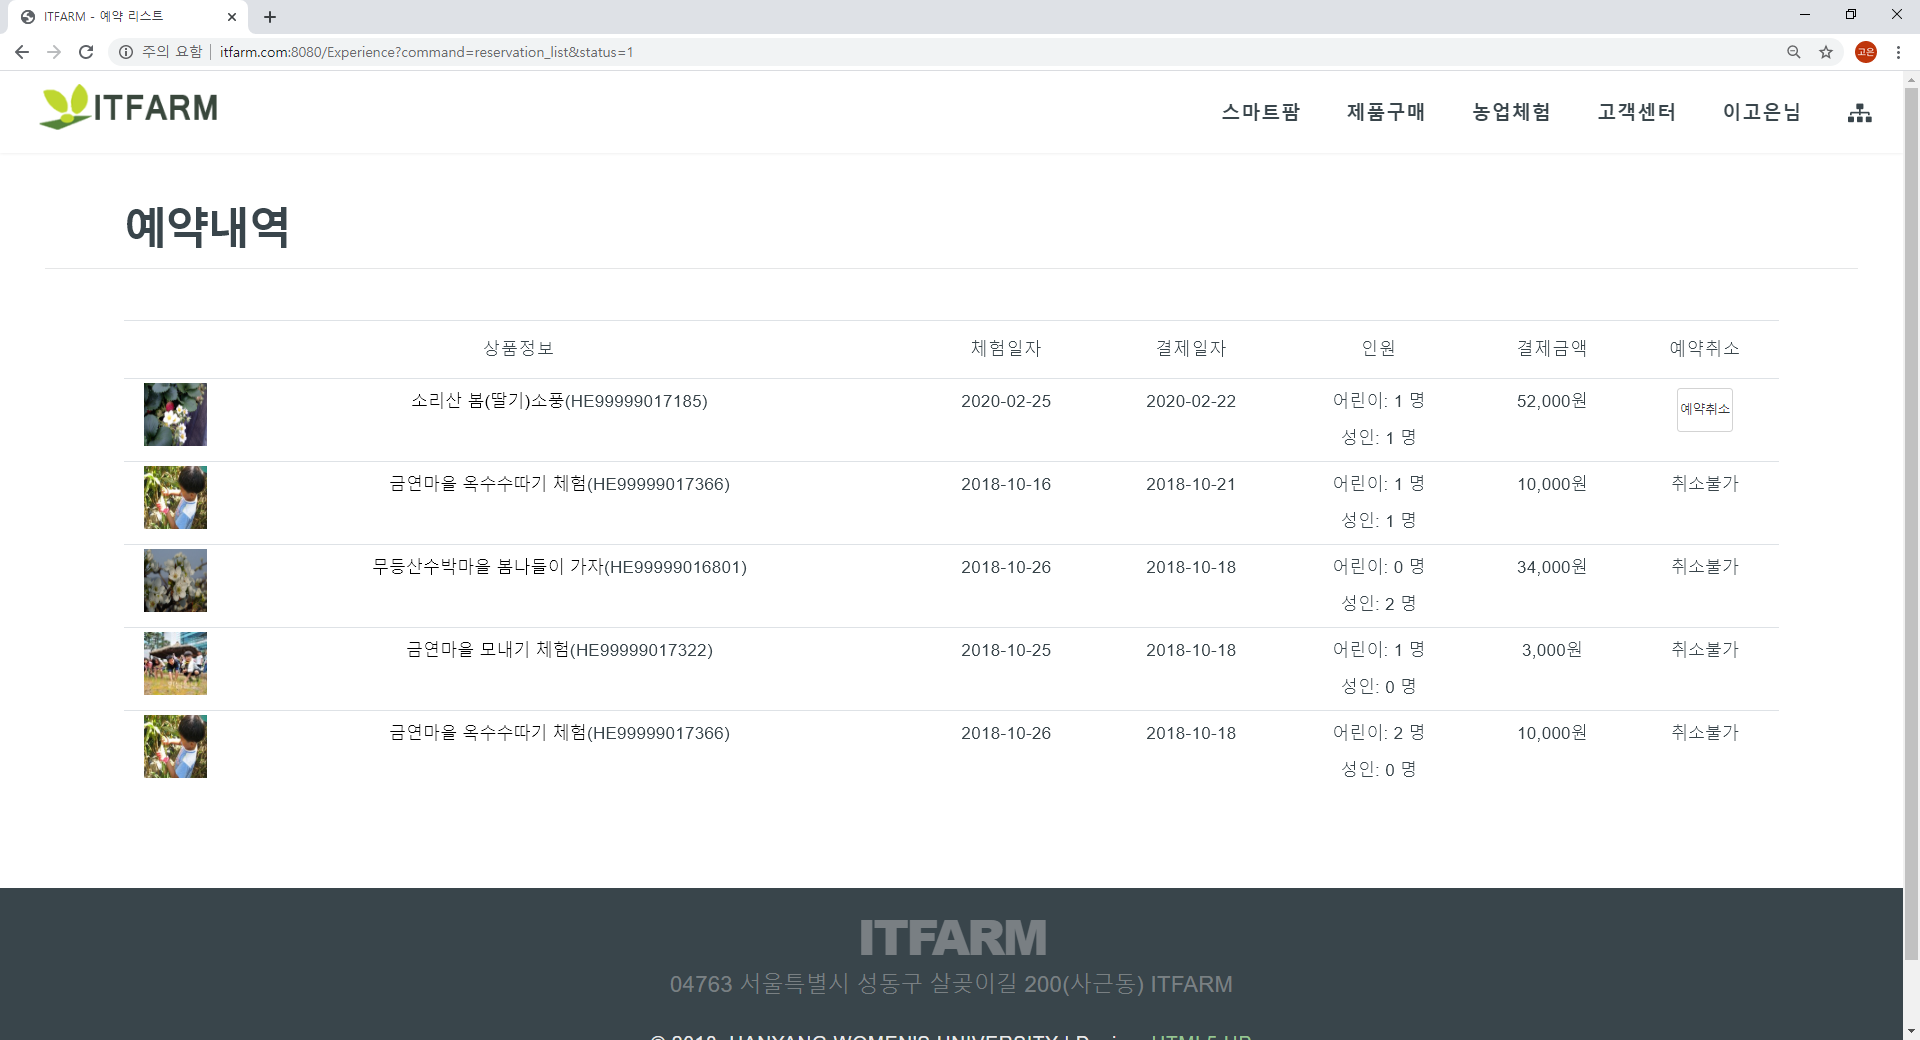 ITFARM - 예약 리스트
주의 요함 | itfarm.com:8080/Experience?command=reservation_list&status=1
고은
ITFARM
스마트팜 제품구매 농업체험 고객센터 이고은님
예약내역
상품정보 체험일자 결제일자 인원 결제금액 예약취소
소리산 봄(딸기)소풍(HE99999017185) 2020-02-25 2020-02-22 어린이: 1 명 52,000원 예약취소
성인: 1 명
금연마을 옥수수따기 체험(HE99999017366) 2018-10-16 2018-10-21 어린이: 1 명 10,000원 취소불가
성인: 1 명
무등산수박마을 봄나들이 가자(HE99999016801) 2018-10-26 2018-10-18 어린이: 0 명 34,000원 취소불가
성인: 2 명
금연마을 모내기 체험(HE99999017322) 2018-10-25 2018-10-18 어린이: 1 명 3,000원 취소불가
성인: 0 명
금연마을 옥수수따기 체험(HE99999017366) 2018-10-26 2018-10-18 어린이: 2 명 10,000원 취소불가
성인: 0 명
ITFARM
04763 서울특별시 성동구 살곶이길 200(사근동) ITFARM
© 2018. HANYANG WOMEN'S UNIVERSITY | Design: HTML5 UP